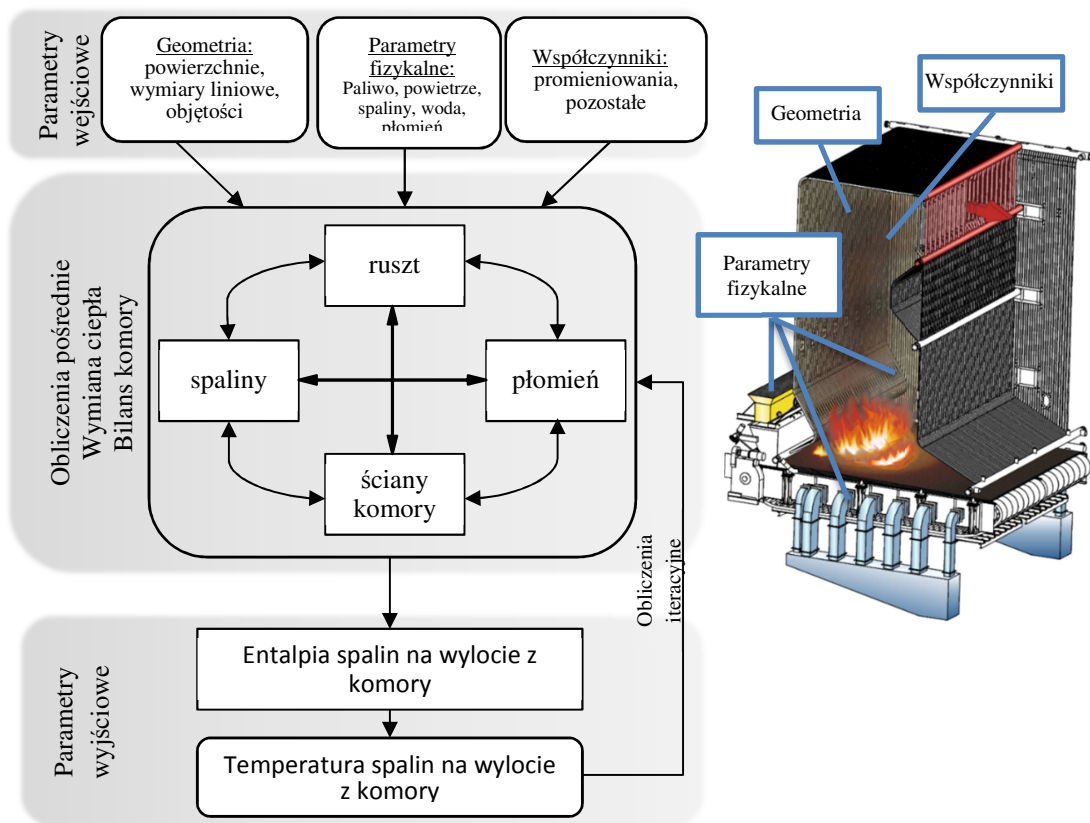 Parametry
wejściowe
Geometria:
powierzchnie,
wymiary liniowe,
objętości
Parametry
fizykalne:
Paliwo, powietrze,
spaliny, woda,
płomień
Współczynniki:
promieniowania,
pozostałe
Obliczenia pośrednie
Wymiana ciepła
Bilans komory
ruszt
spaliny
płomień
ściany
komory
Obliczenia
iteracyjne
Parametry
wyjściowe
Entalpia spalin na wylocie z
komory
Temperatura spalin na wylocie
z komory
Współczynniki
Geometria
Parametry
fizykalne